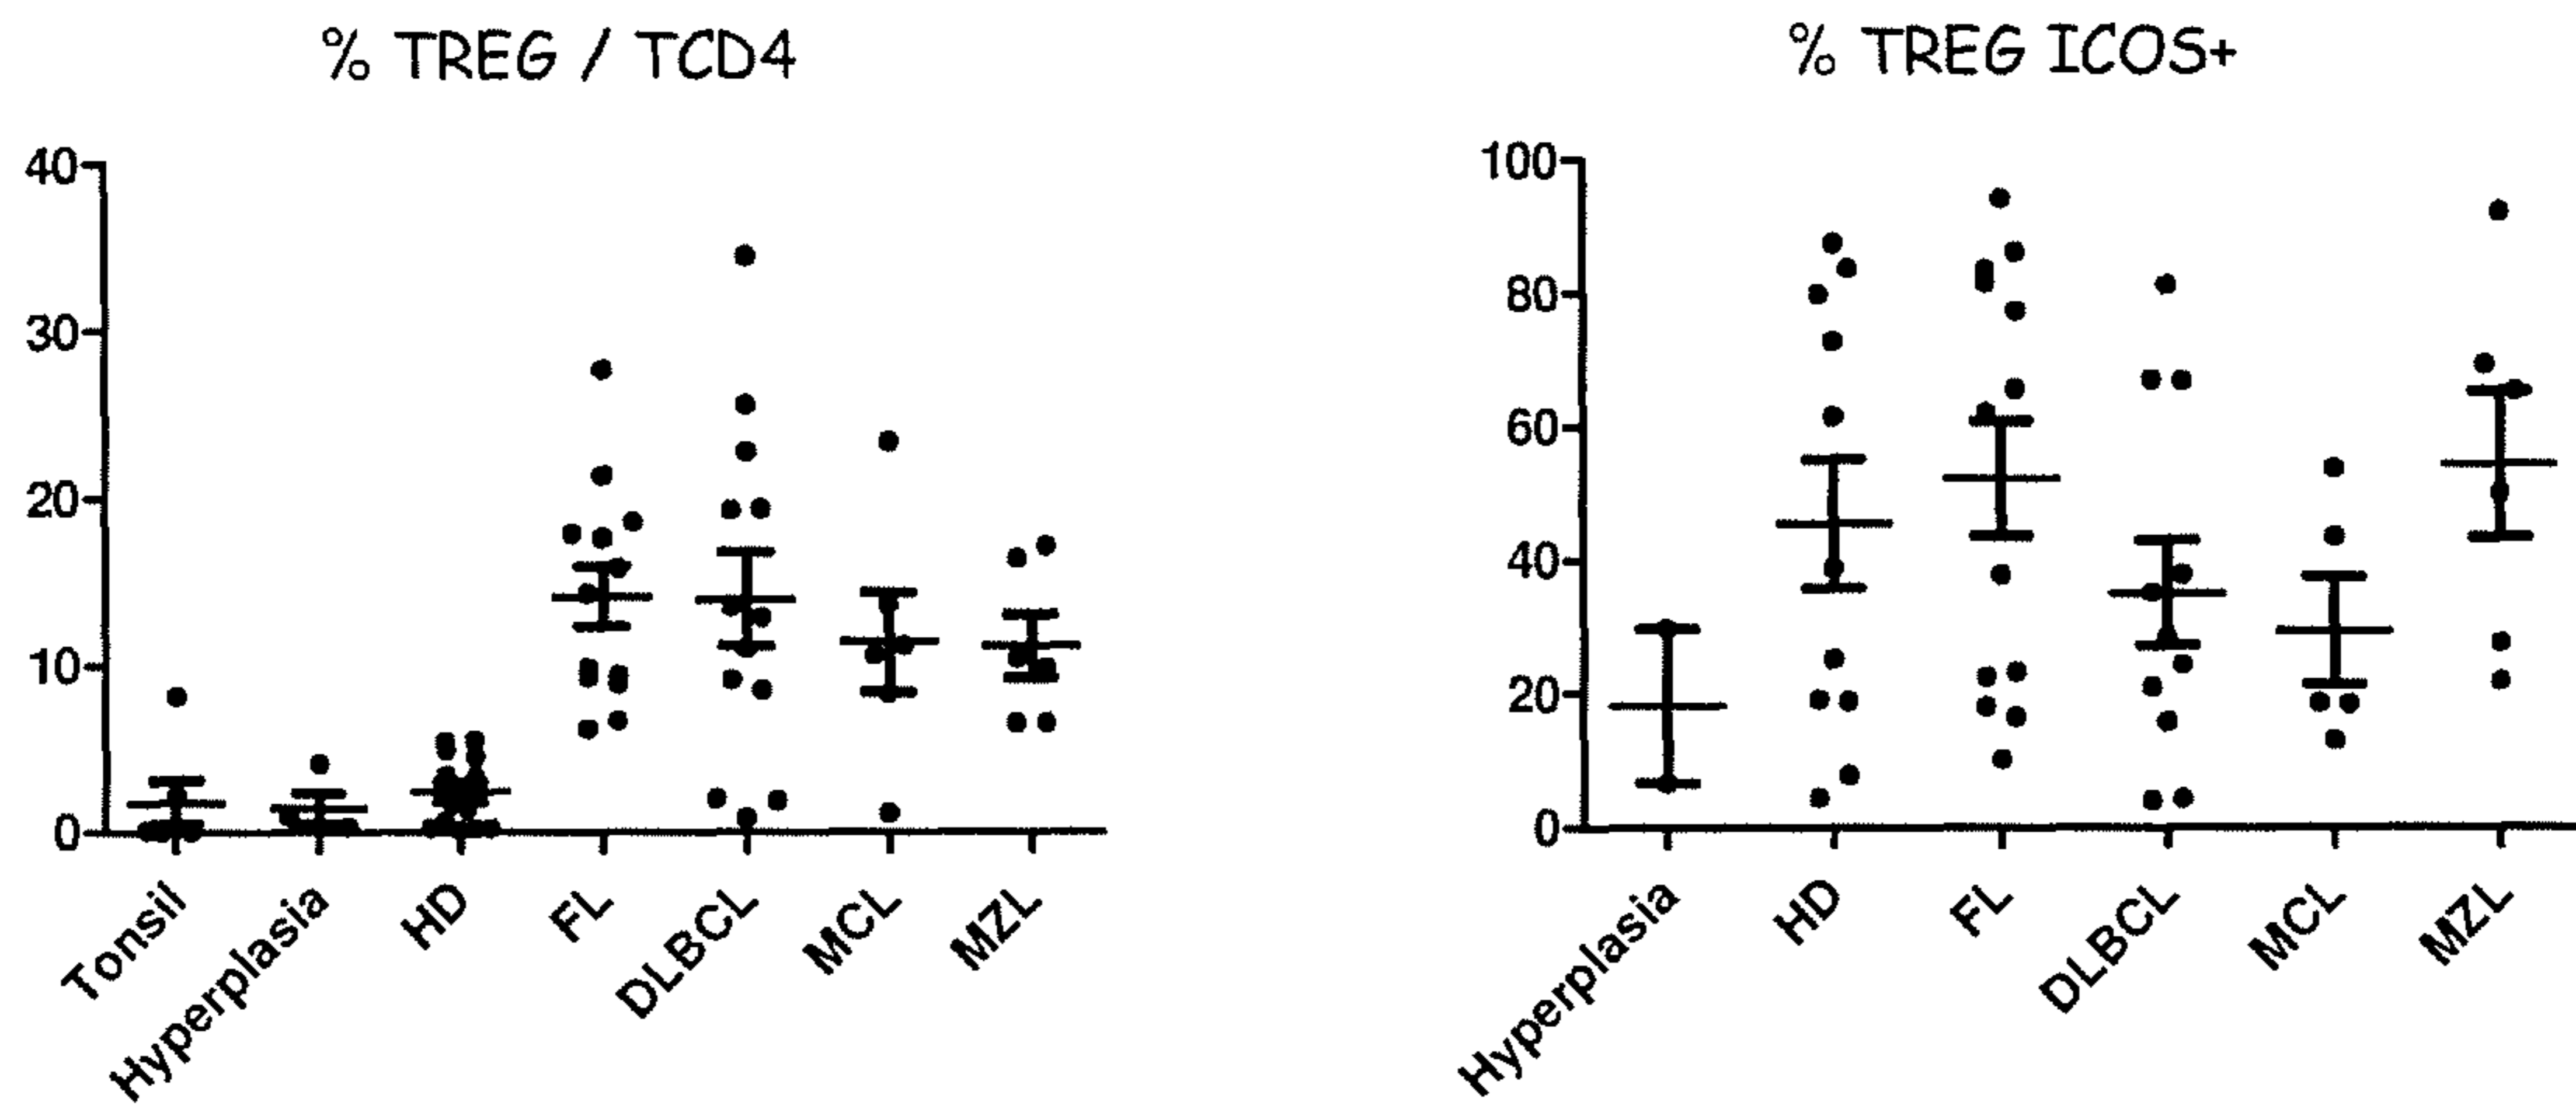 % TREG / TCD4
40
30
20
10
0
Tonsil
Hyperplasia
HD
FL
DLBCL
MCL
MZL
% TREG ICOS+
100
80
60
40
20
0
Hyperplasia
HD
FL
DLBCL
MCL
MZL